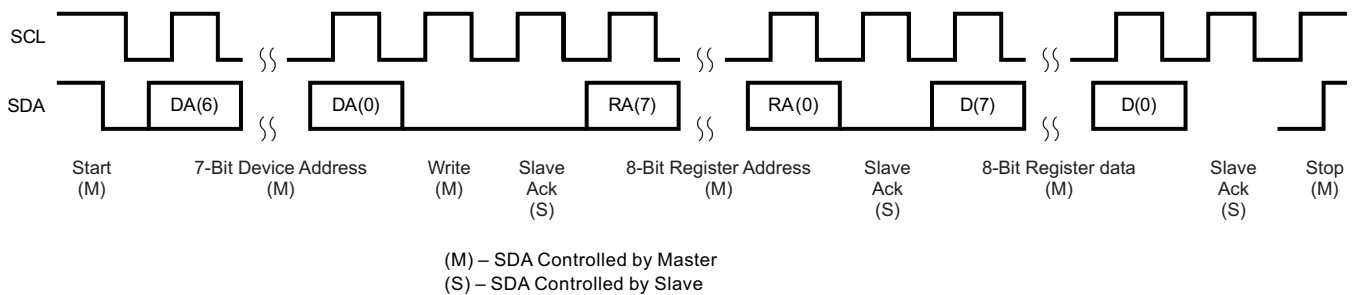 SCL
SDA
DA(6)
DA(0)
RA(7)
RA(0)
D(7)
D(0)
Start
(M)
7-Bit Device Address
(M)
Write
(M)
Slave
Ack
(S)
8-Bit Register Address
(M)
Slave
Ack
(S)
8-Bit Register data
(M)
Slave
Ack
(S)
Stop
(M)
(M) – SDA Controlled by Master
(S) – SDA Controlled by Slave